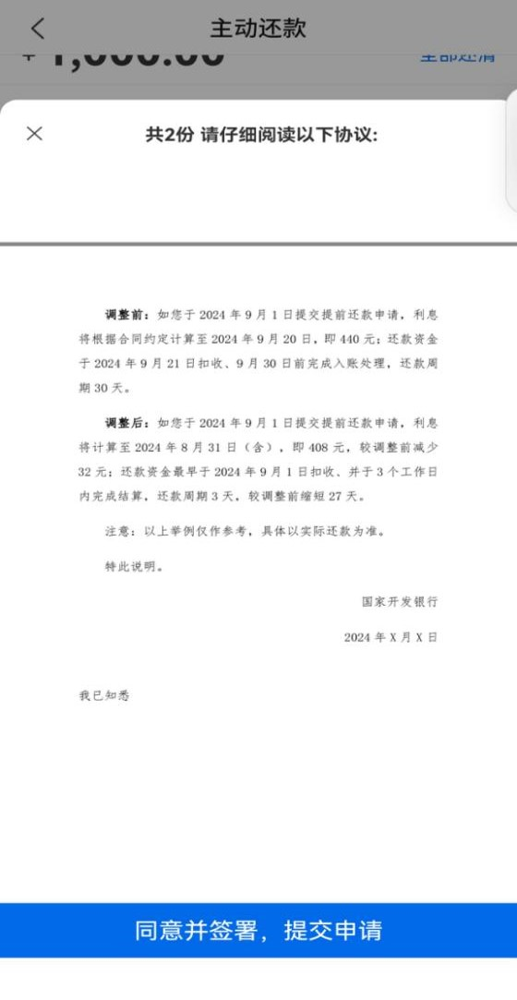 主动还款
共2份 请仔细阅读以下协议:
调整前：如您于 2024 年 9 月 1 日提交提前还款申请，利息
将根据合同约定计算至 2024 年 9 月 20 日，即 440 元；还款资金
于 2024 年 9 月 21 日扣收、9 月 30 日前完成入账处理，还款周
期 30 天。
调整后：如您于 2024 年 9 月 1 日提交提前还款申请，利息
将计算至 2024 年 8 月 31 日（含），即 408 元，较调整前减少
32 元；还款资金最早于 2024 年 9 月 1 日扣收、并于 3 个工作日
内完成结算，还款周期 3 天，较调整前缩短 27 天。
注意：以上举例仅作参考，具体以实际还款为准。
特此说明。
国家开发银行
2024 年 X 月 X 日
我已知悉
同意并签署，提交申请